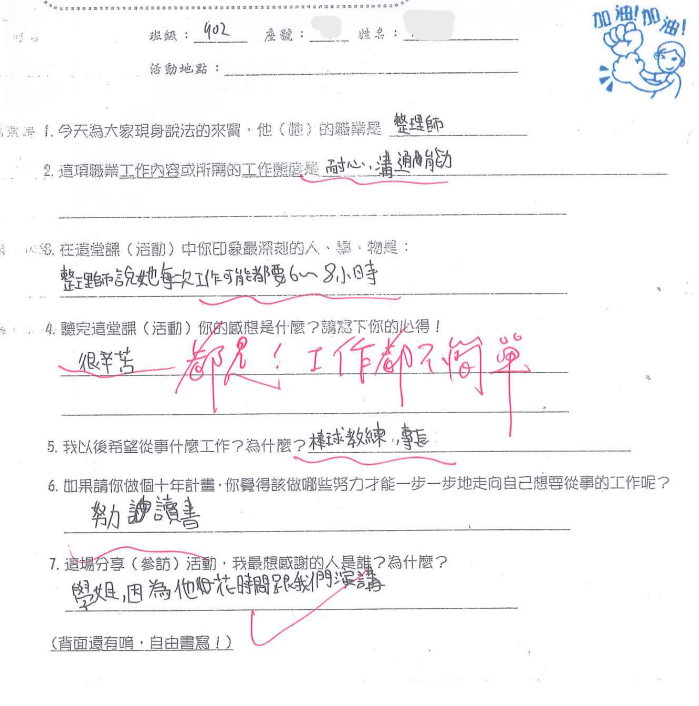 加油!加油!
班級：902 座號： 姓名：
活動地點：
1. 今天為大家現身說法的來賓，他（她）的職業是 整理師
2. 這項職業工作內容或所需的工作態度是 耐心，溝通能力
3. 在這堂課（活動）中你印象最深刻的人、事、物是：
整理師說她每次工作可能都要6~8小時
4. 聽完這堂課（活動）你的感想是什麼？請寫下你的心得！
很辛苦
都是！工作都不簡單.
5. 我以後希望從事什麼工作？為什麼？棒球教練，專長
6. 如果請你做個十年計畫，你覺得該做哪些努力才能一步一步地走向自己想要從事的工作呢？
努力讀書
7. 這場分享（參訪）活動，我最想感謝的人是誰？為什麼？
學姐，因為他花時間跟我們演講
(背面還有唷，自由書寫！)